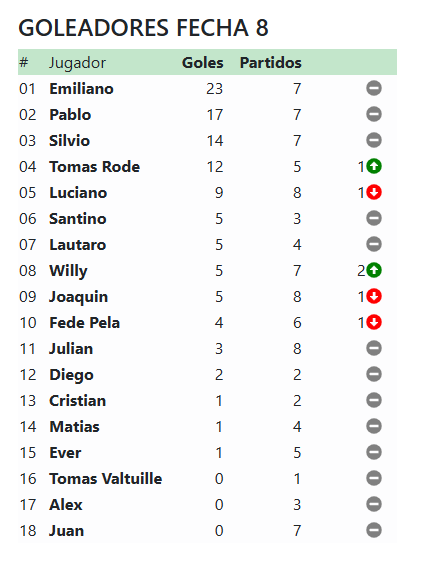 GOLEADORES FECHA 8
# Jugador Goles Partidos
01 Emiliano 23 7
02 Pablo 17 7
03 Silvio 14 7
04 Tomas Rode 12 5 1
05 Luciano 9 8 1
06 Santino 5 3
07 Lautaro 5 4
08 Willy 5 7 2
09 Joaquin 5 8 1
10 Fede Pela 4 6 1
11 Julian 3 8
12 Diego 2 2
13 Cristian 1 2
14 Matias 1 4
15 Ever 1 5
16 Tomas Valtuille 0 1
17 Alex 0 3
18 Juan 0 7